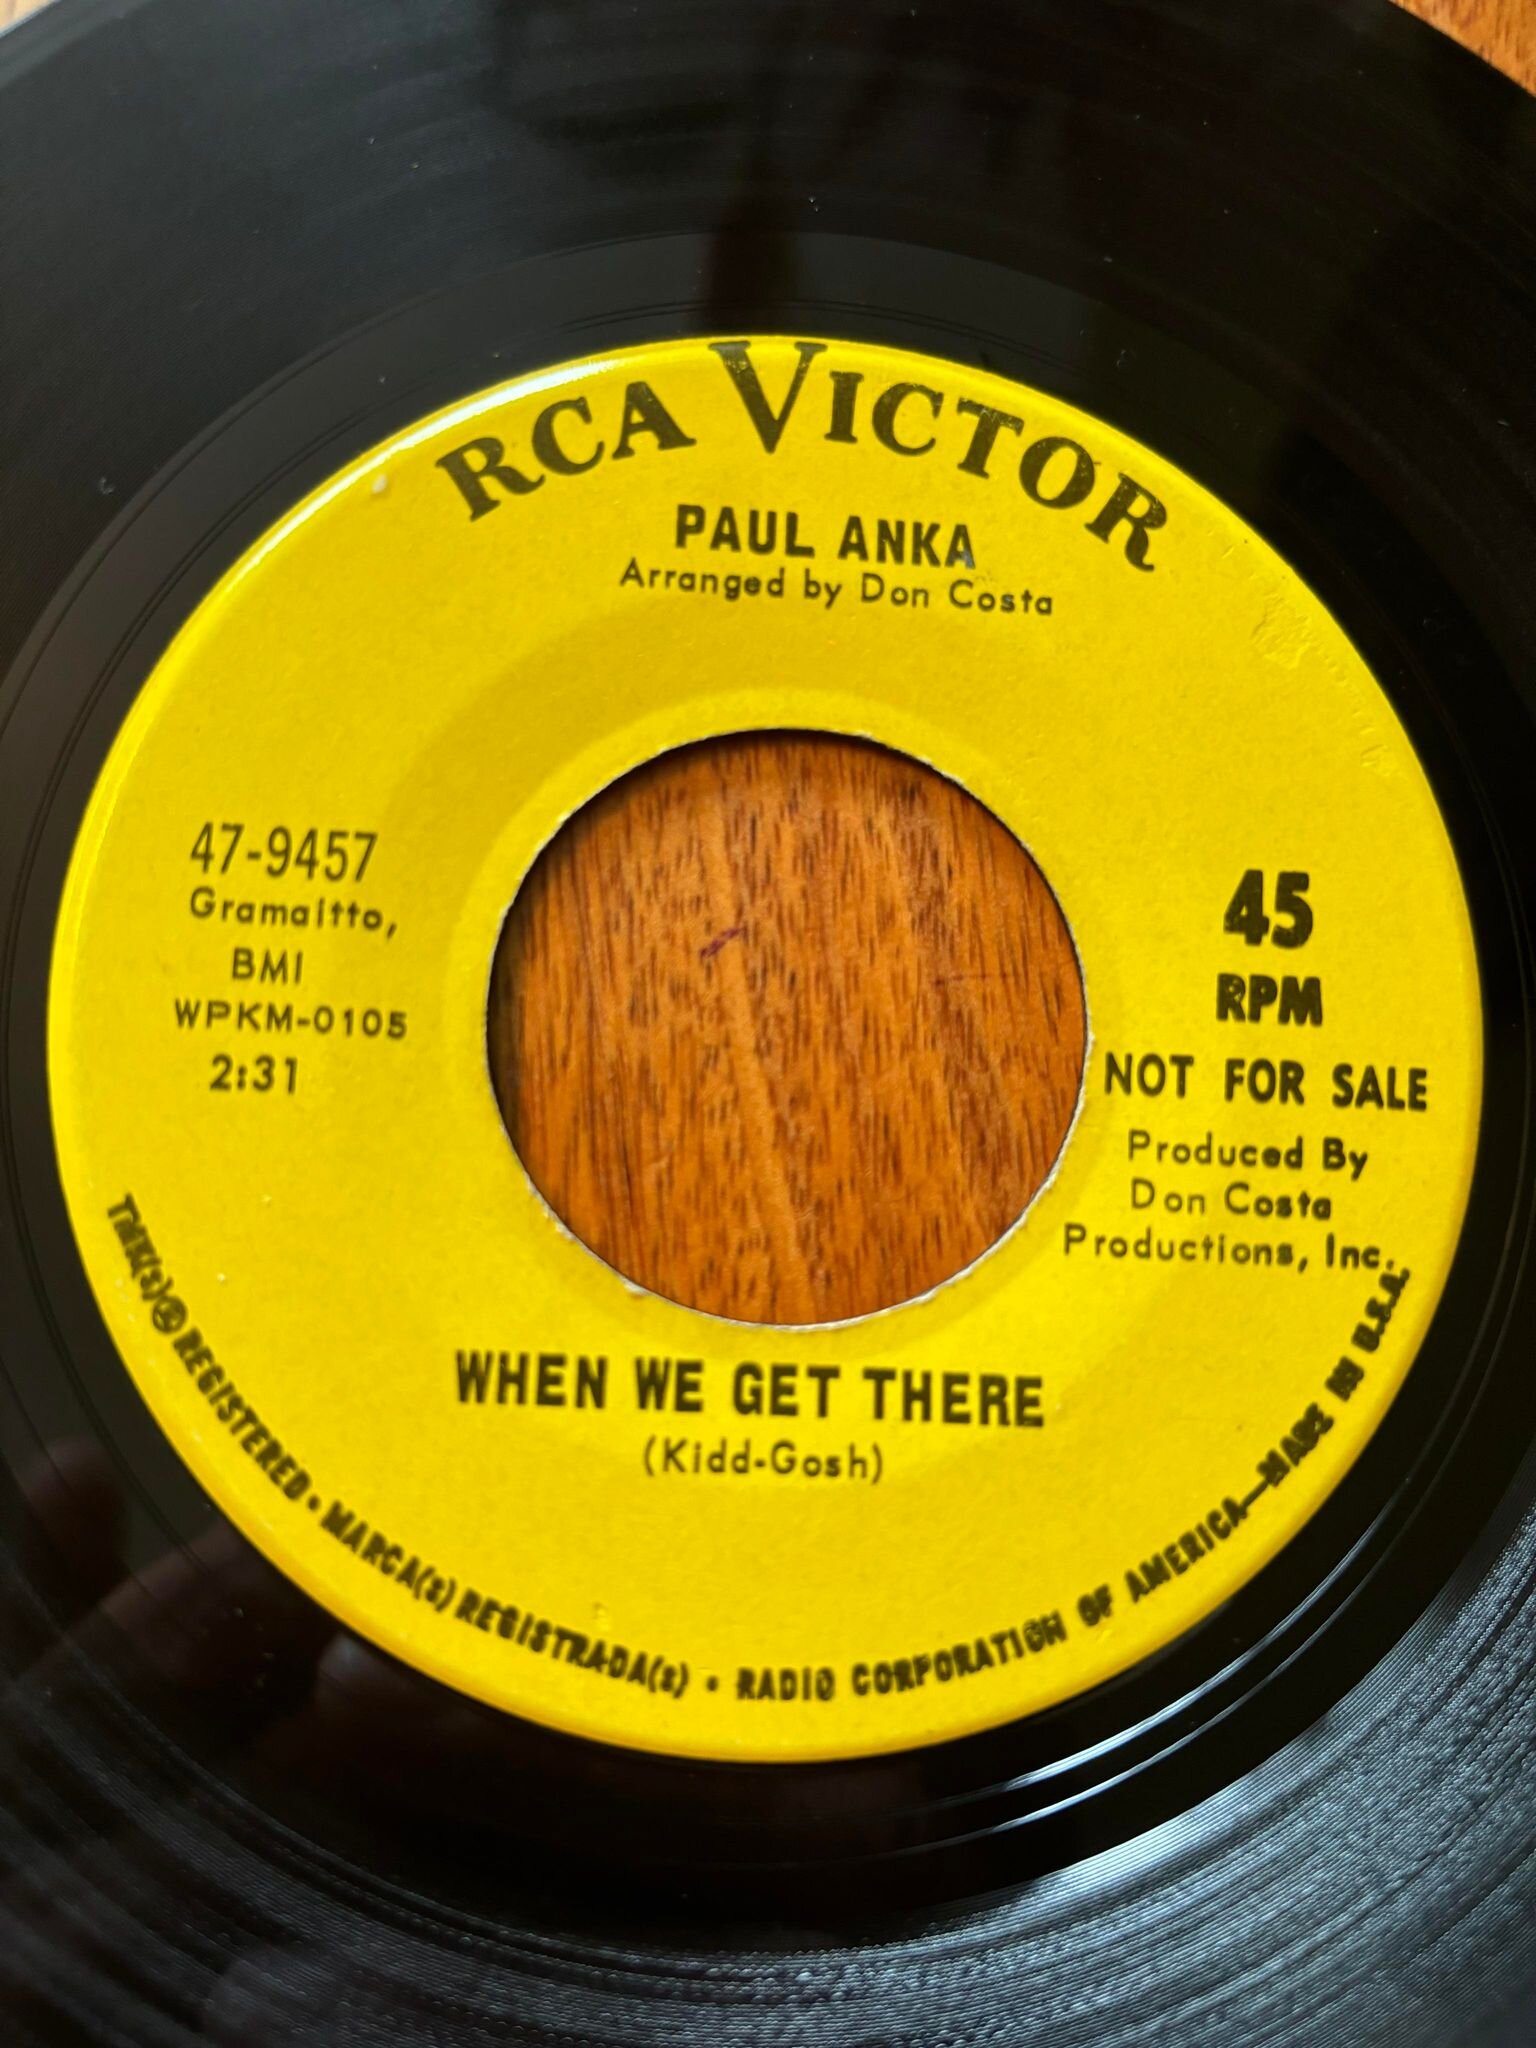 RCA VICTOR
PAUL ANKA
Arranged by Don Costa
47-9457
Gramaitto,
BMI
WPKM-0105
2:31
45
RPM
NOT FOR SALE
Produced By
Don Costa
Productions, Inc.
WHEN WE GET THERE
(Kidd-Gosh)
TMK(s) ® REGISTERED • MARCA(s) REGISTRADA(s) • RADIO CORPORATION OF AMERICA—MADE IN U.S.A.